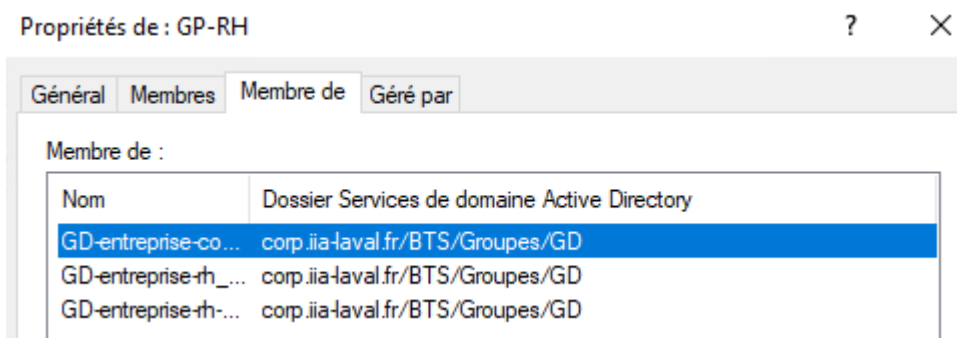 Propriétés de : GP-RH ? ×
Général Membres Membre de Géré par
Membre de :
Nom Dossier Services de domaine Active Directory
GD-entreprise-co... corp.iia-laval.fr/BTS/Groupes/GD
GD-entreprise-rh_... corp.iia-laval.fr/BTS/Groupes/GD
GD-entreprise-rh-... corp.iia-laval.fr/BTS/Groupes/GD